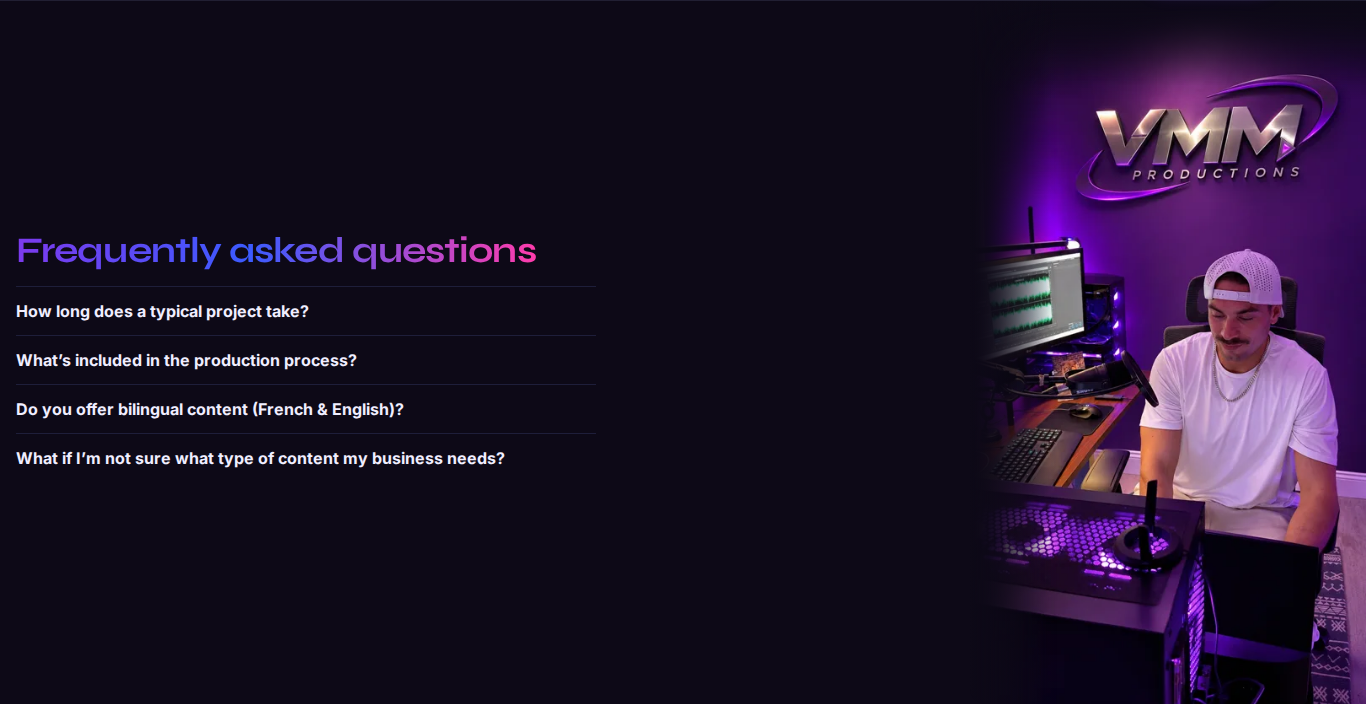 VMM
PRODUCTIONS
Frequently asked questions
How long does a typical project take?
What’s included in the production process?
Do you offer bilingual content (French & English)?
What if I’m not sure what type of content my business needs?